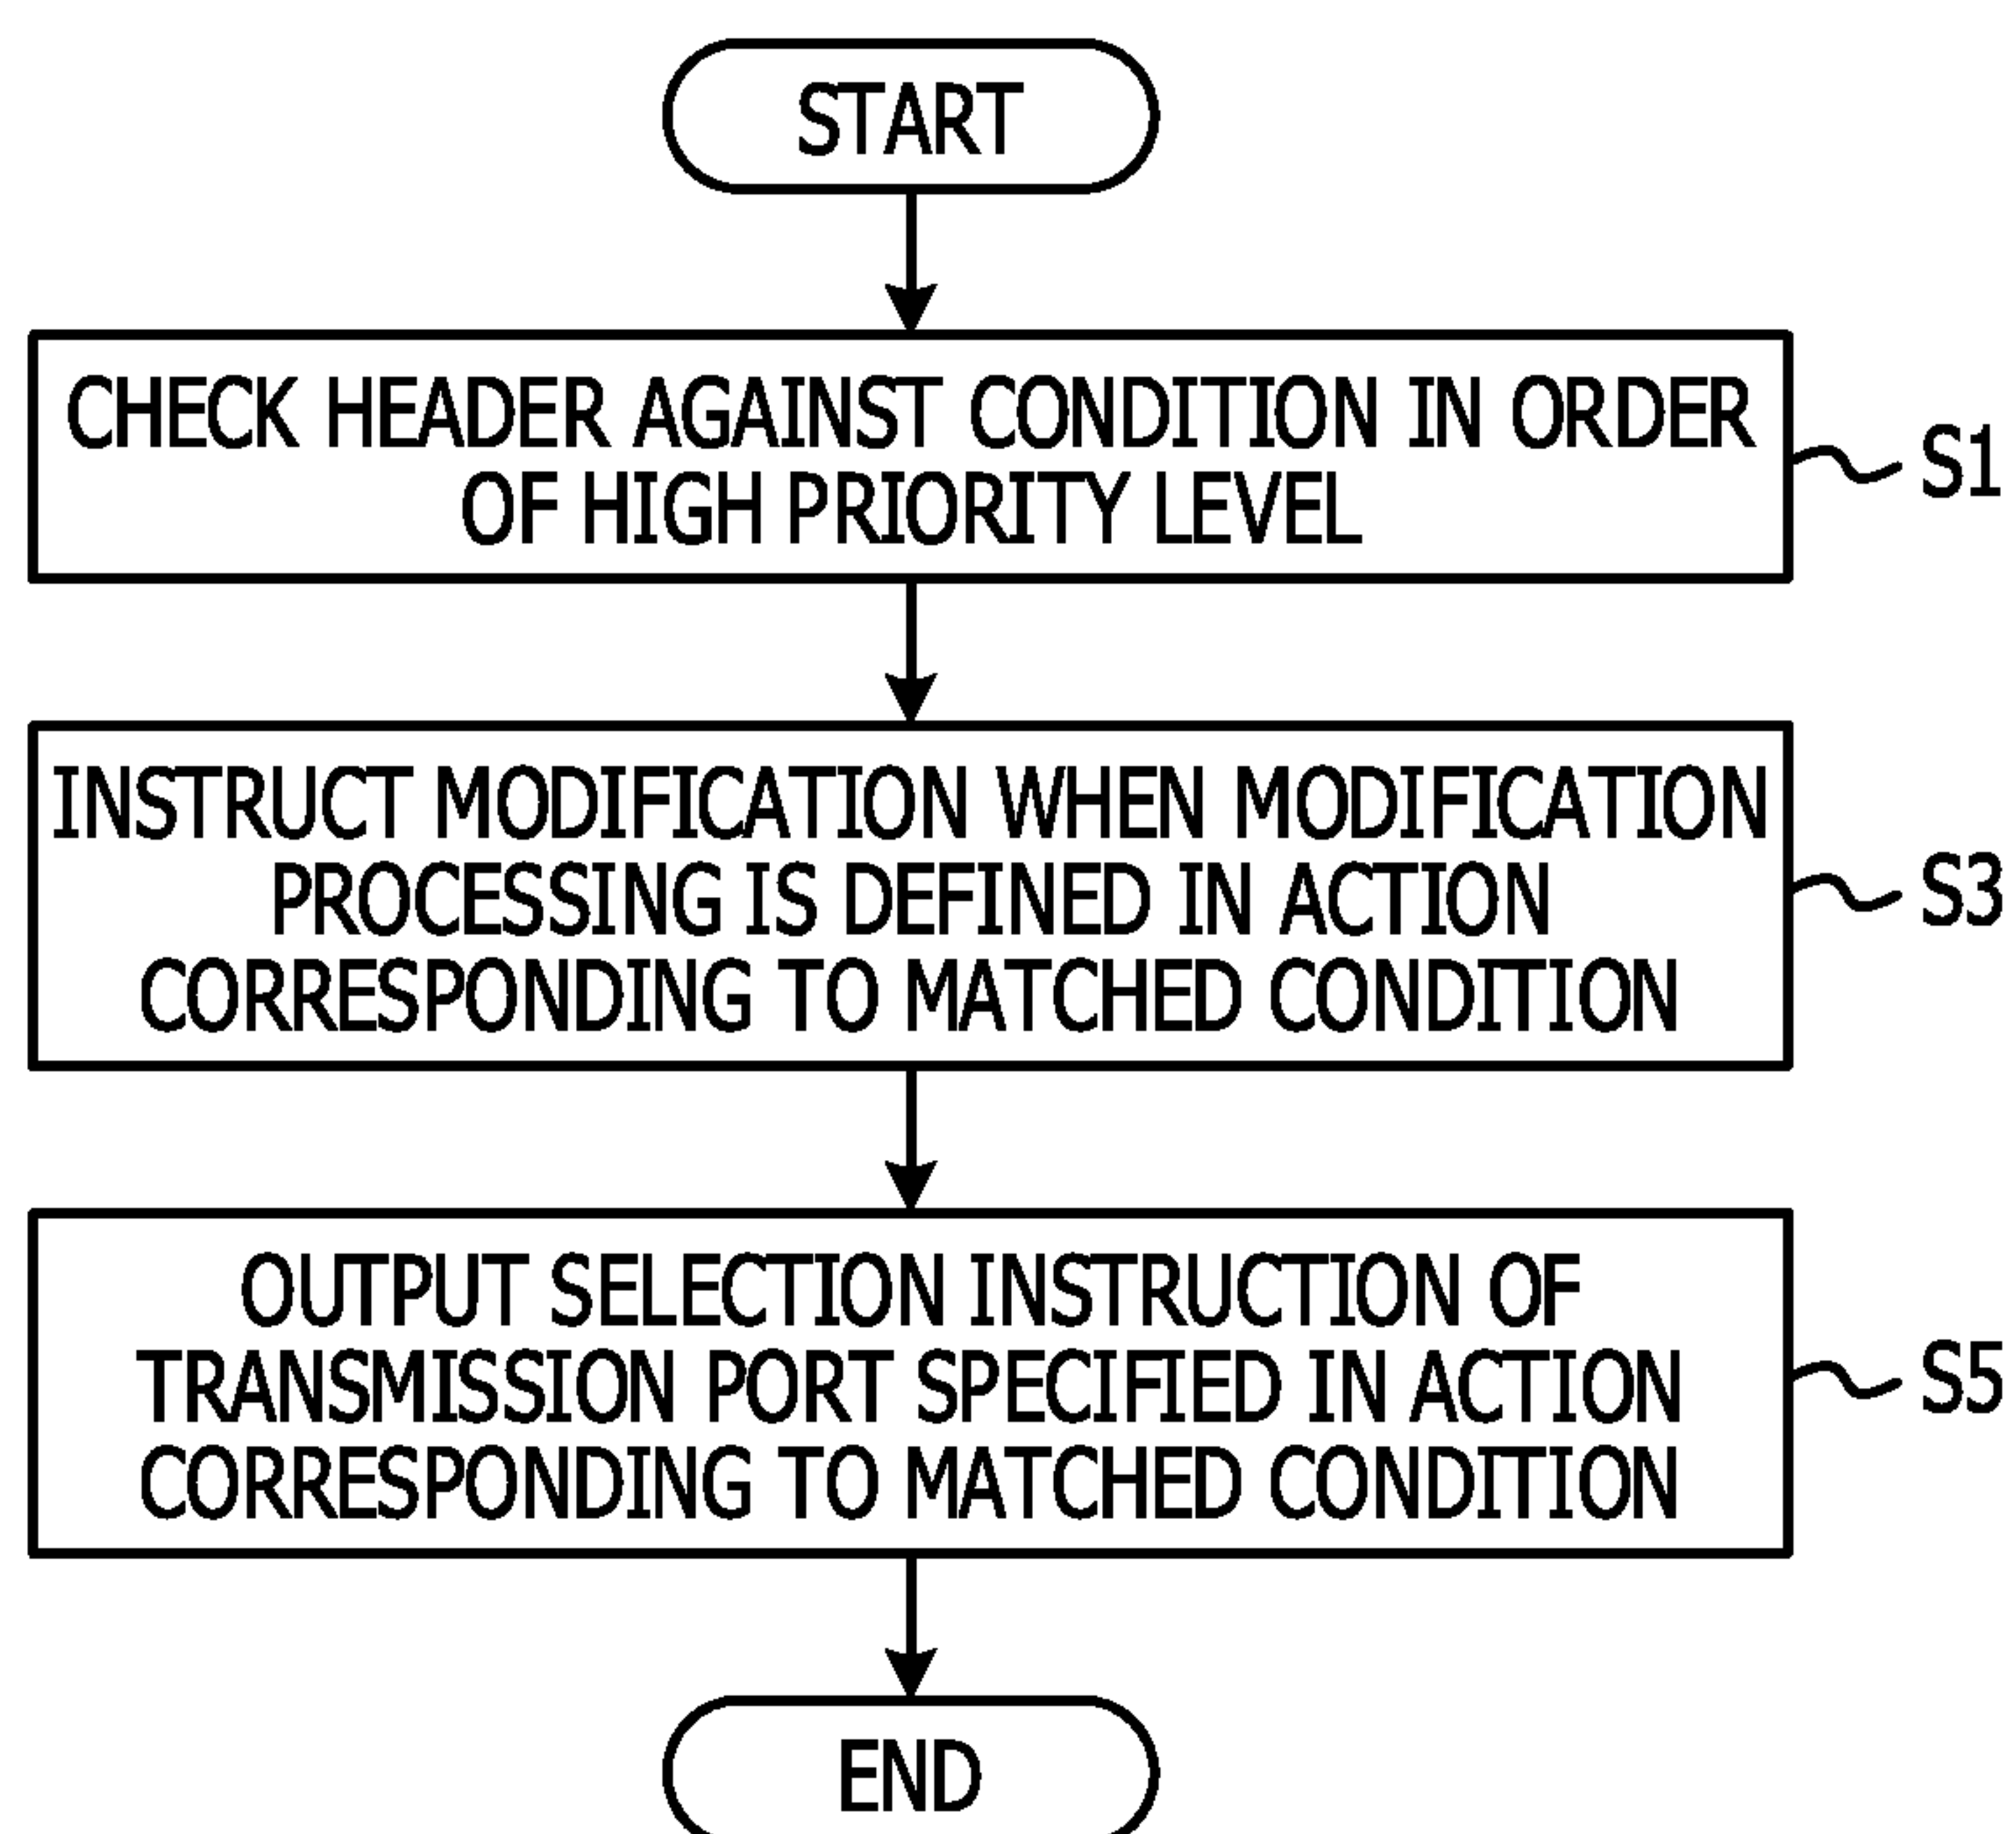 START
CHECK HEADER AGAINST CONDITION IN ORDER
OF HIGH PRIORITY LEVEL
S1
INSTRUCT MODIFICATION WHEN MODIFICATION
PROCESSING IS DEFINED IN ACTION
CORRESPONDING TO MATCHED CONDITION
S3
OUTPUT SELECTION INSTRUCTION OF
TRANSMISSION PORT SPECIFIED IN ACTION
CORRESPONDING TO MATCHED CONDITION
S5
END